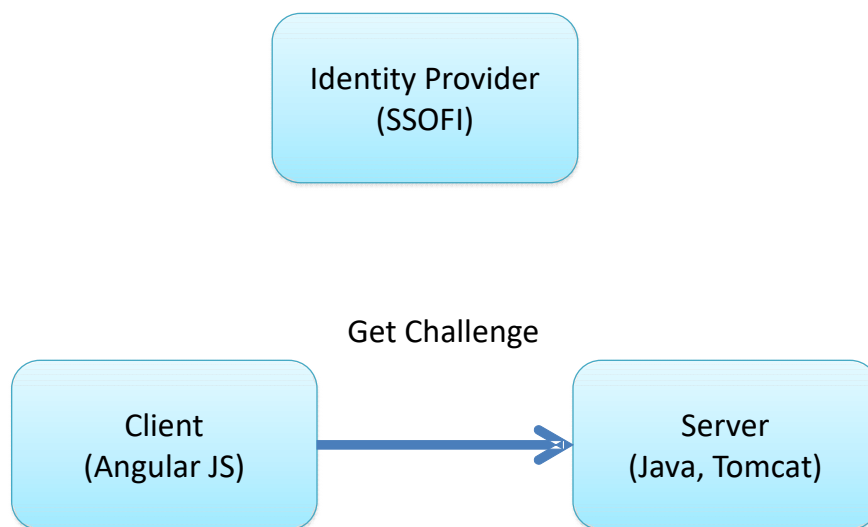 Identity Provider
(SSOFI)
Get Challenge
Client
(Angular JS)
Server
(Java, Tomcat)